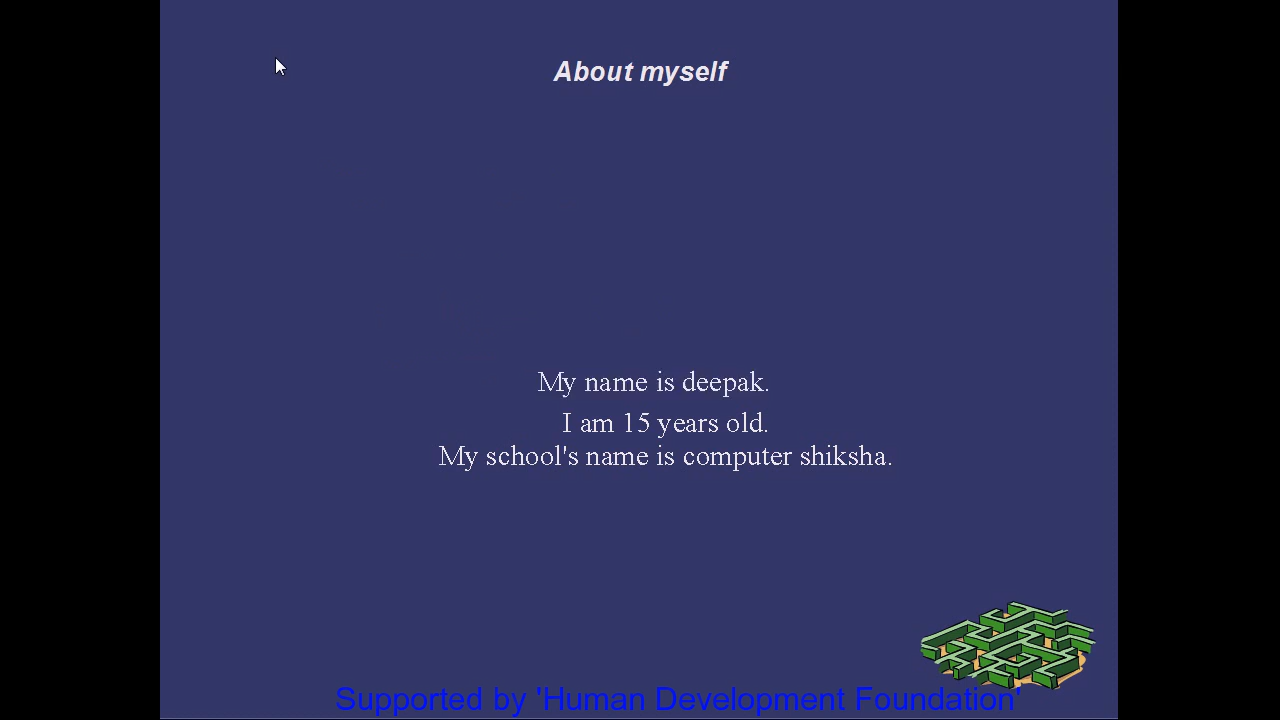 About myself
My name is deepak.
I am 15 years old.
My school's name is computer shiksha.
Supported by 'Human Development Foundation'